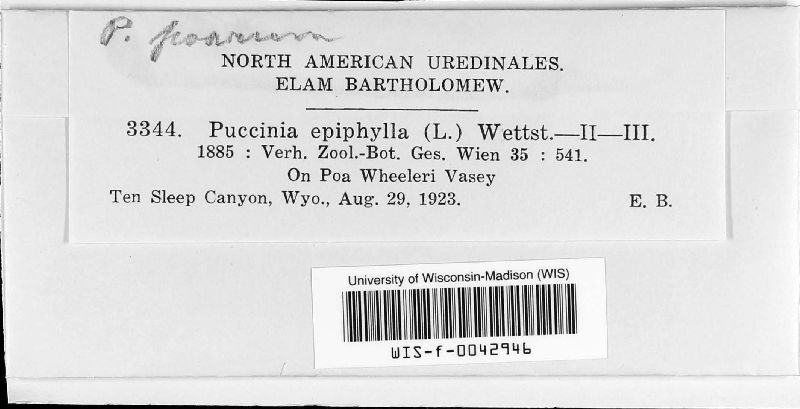 P. poarum
NORTH AMERICAN UREDINALES.
ELAM BARTHOLOMEW.
3344. Puccinia epiphylla (L.) Wettst.—II—III.
1885 : Verh. Zool.-Bot. Ges. Wien 35 : 541.
On Poa Wheeleri Vasey
Ten Sleep Canyon, Wyo., Aug. 29, 1923. E. B.
University of Wisconsin-Madison (WIS)
WIS-f-0042946